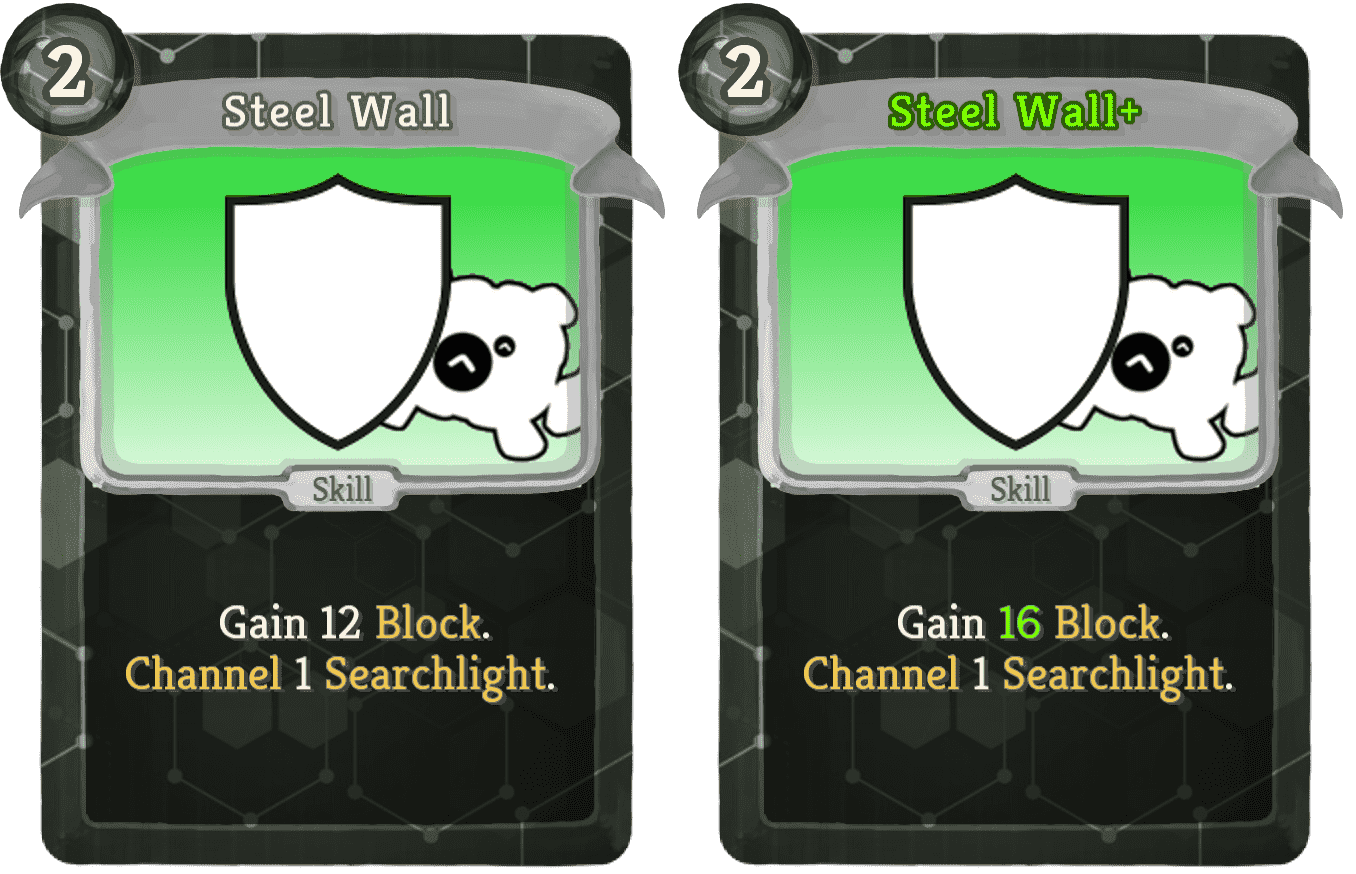 2
Steel Wall
Skill
Gain 12 Block.
Channel 1 Searchlight.
2
Steel Wall+
Skill
Gain 16 Block.
Channel 1 Searchlight.